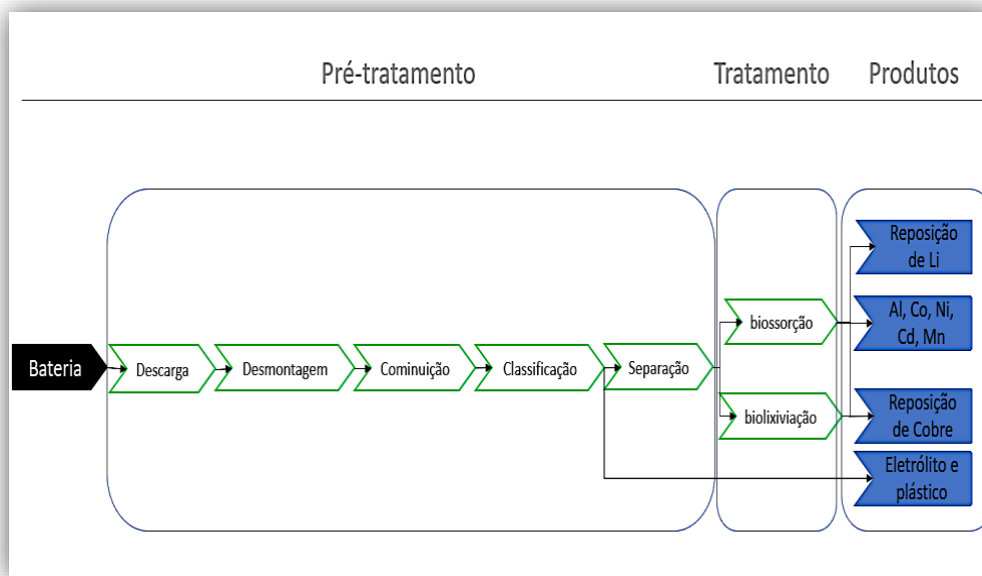 Pré-tratamento
Tratamento
Produtos
Bateria
Descarga
Desmontagem
Cominuição
Classificação
Separação
biossorção
biolixiviação
Reposição
de Li
Al, Co, Ni,
Cd, Mn
Reposição
de Cobre
Eletrólito e
plástico